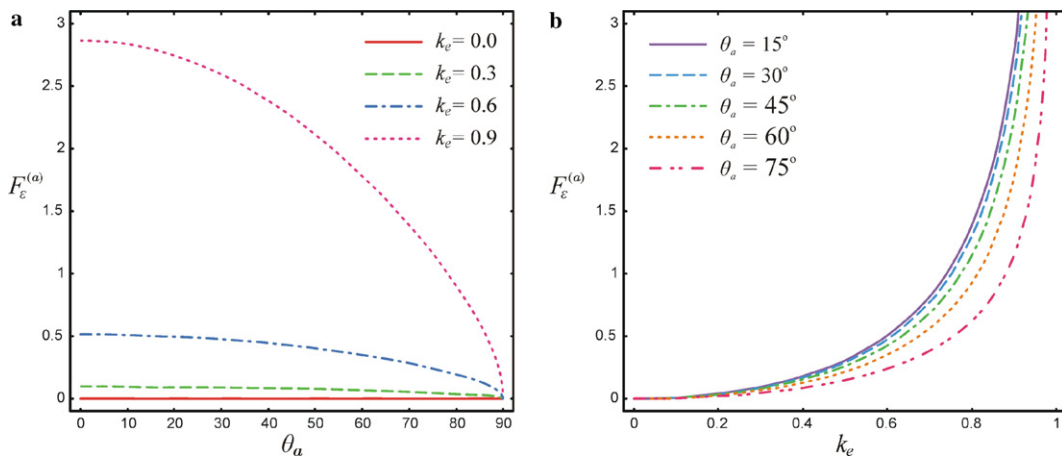 a
3
2.5
2
1.5
1
0.5
0
F_ε^(a)
k_e = 0.0
k_e = 0.3
k_e = 0.6
k_e = 0.9
0 10 20 30 40 50 60 70 80 90
θ_a
b
3
2.5
2
1.5
1
0.5
0
F_ε^(a)
θ_a = 15°
θ_a = 30°
θ_a = 45°
θ_a = 60°
θ_a = 75°
0 0.2 0.4 0.6 0.8 1
k_e